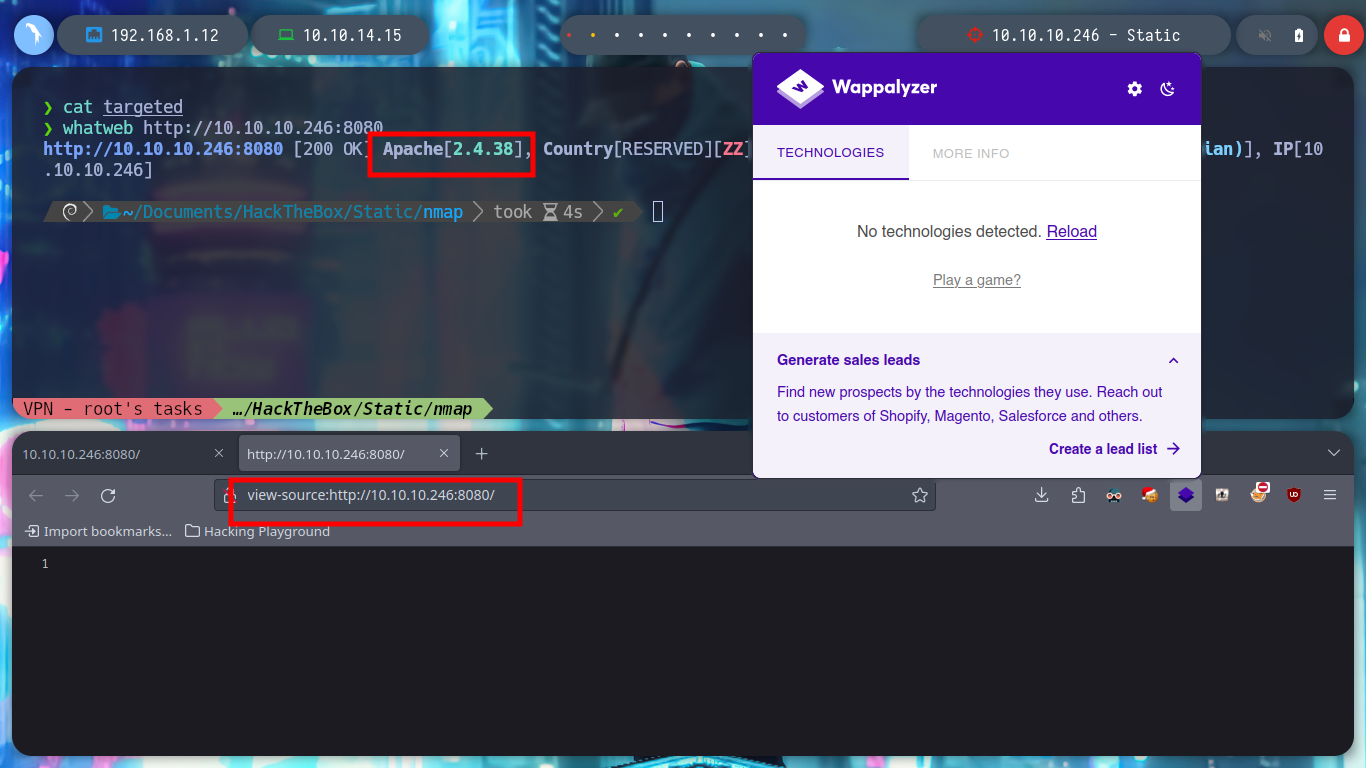 192.168.1.12
10.10.14.15
10.10.10.246 - Static
❯ cat targeted
❯ whatweb http://10.10.10.246:8080
http://10.10.10.246:8080 [200 OK] Apache[2.4.38], Country[RESERVED][ZZ] ian)], IP[10
.10.10.246]
~/Documents/HackTheBox/Static/nmap took 4s ✔
VPN - root's tasks …/HackTheBox/Static/nmap
Wappalyzer
TECHNOLOGIES
MORE INFO
No technologies detected. Reload
Play a game?
Generate sales leads
Find new prospects by the technologies they use. Reach out
to customers of Shopify, Magento, Salesforce and others.
Create a lead list →
10.10.10.246:8080/
http://10.10.10.246:8080/
view-source:http://10.10.10.246:8080/
Import bookmarks...
Hacking Playground
1